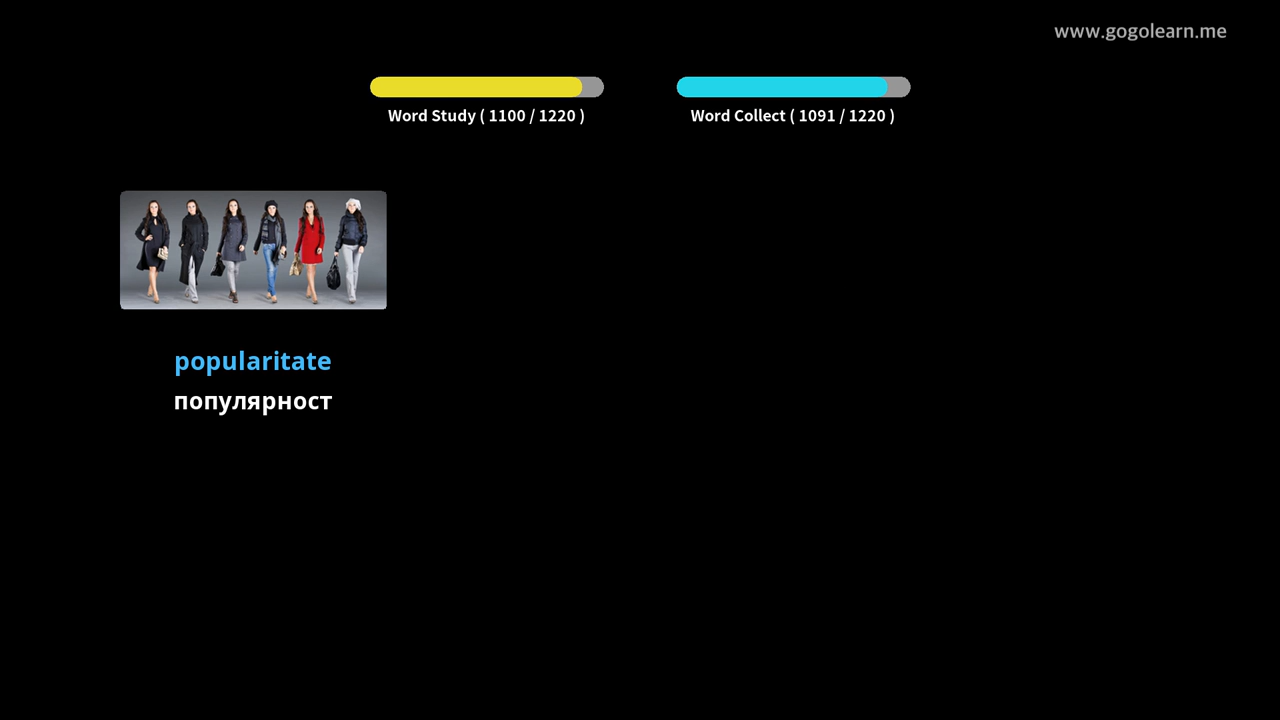 www.gogolearn.me
Word Study ( 1100 / 1220 )
Word Collect ( 1091 / 1220 )
popularitate
популярност